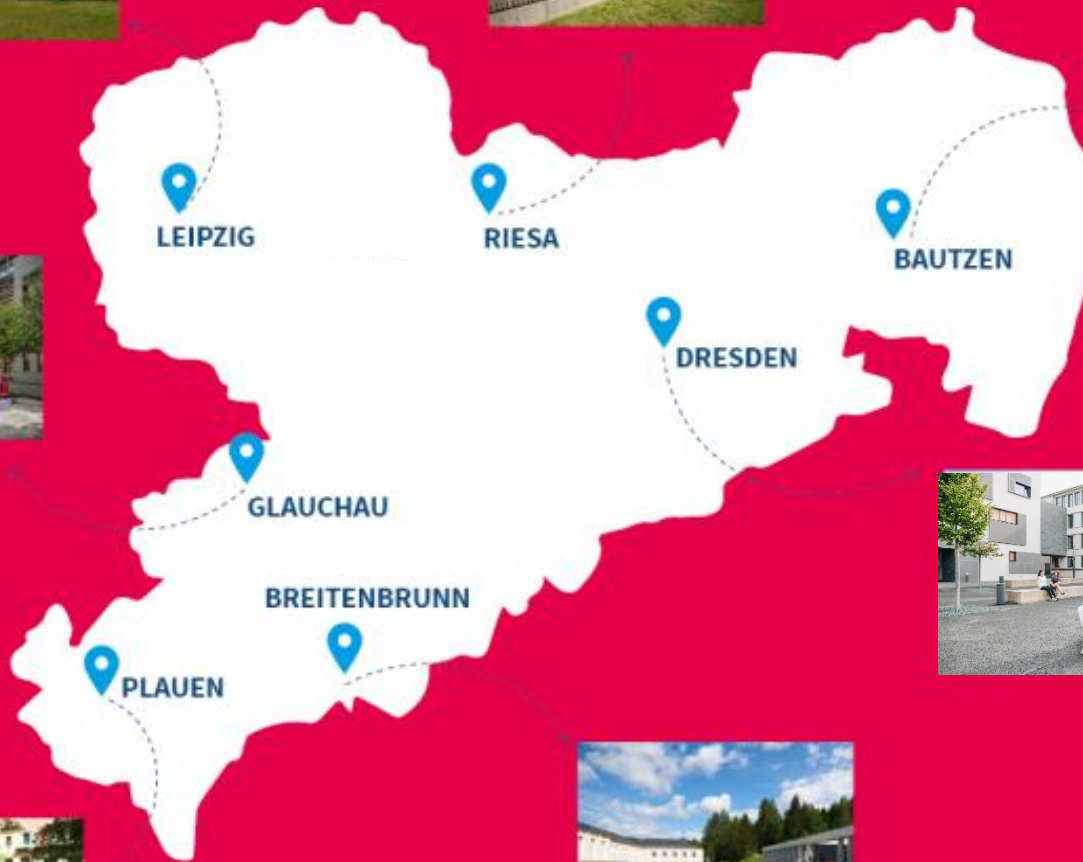 LEIPZIG
RIESA
BAUTZEN
DRESDEN
GLAUCHAU
BREITENBRUNN
PLAUEN